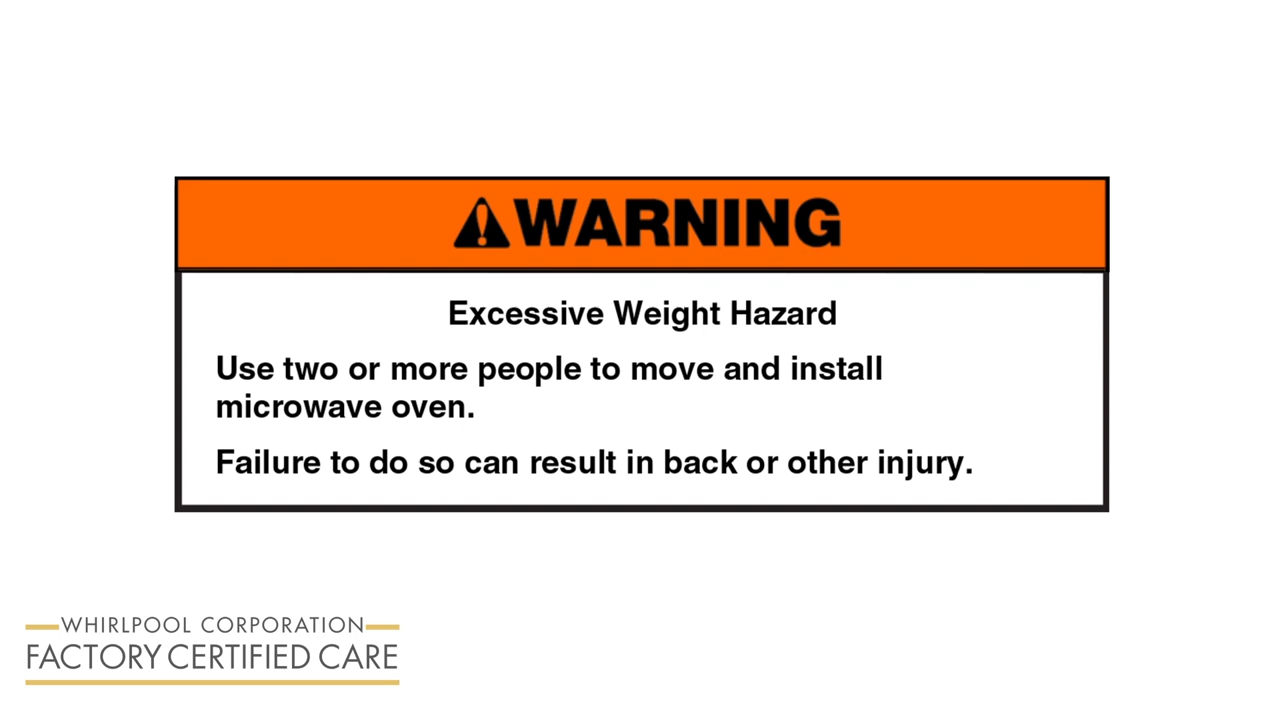 WARNING
Excessive Weight Hazard
Use two or more people to move and install
microwave oven.
Failure to do so can result in back or other injury.
WHIRLPOOL CORPORATION
FACTORY CERTIFIED CARE